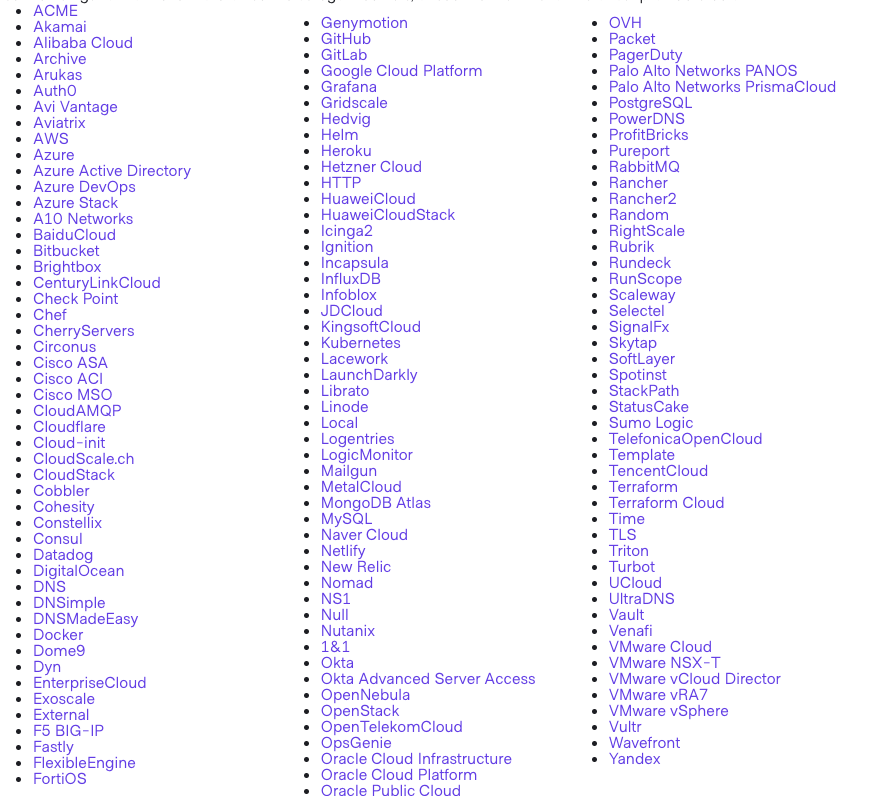 ACME
Akamai
Alibaba Cloud
Archive
Arukas
Auth0
Avi Vantage
Aviatrix
AWS
Azure
Azure Active Directory
Azure DevOps
Azure Stack
A10 Networks
BaiduCloud
Bitbucket
Brightbox
CenturyLinkCloud
Check Point
Chef
CherryServers
Circonus
Cisco ASA
Cisco ACI
Cisco MSO
CloudAMQP
Cloudflare
Cloud-init
CloudScale.ch
CloudStack
Cobbler
Cohesity
Constellix
Consul
Datadog
DigitalOcean
DNS
DNSimple
DNSMadeEasy
Docker
Dome9
Dyn
EnterpriseCloud
Exoscale
External
F5 BIG-IP
Fastly
FlexibleEngine
FortiOS
Genymotion
GitHub
GitLab
Google Cloud Platform
Grafana
Gridscale
Hedvig
Helm
Heroku
Hetzner Cloud
HTTP
HuaweiCloud
HuaweiCloudStack
Icinga2
Ignition
Incapsula
InfluxDB
Infoblox
JDCloud
KingsoftCloud
Kubernetes
Lacework
LaunchDarkly
Librato
Linode
Local
Logentries
LogicMonitor
Mailgun
MetalCloud
MongoDB Atlas
MySQL
Naver Cloud
Netlify
New Relic
Nomad
NS1
Null
Nutanix
1&1
Okta
Okta Advanced Server Access
OpenNebula
OpenStack
OpenTelekomCloud
OpsGenie
Oracle Cloud Infrastructure
Oracle Cloud Platform
Oracle Public Cloud
OVH
Packet
PagerDuty
Palo Alto Networks PANOS
Palo Alto Networks PrismaCloud
PostgreSQL
PowerDNS
ProfitBricks
Pureport
RabbitMQ
Rancher
Rancher2
Random
RightScale
Rubrik
Rundeck
RunScope
Scaleway
Selectel
SignalFx
Skytap
SoftLayer
Spotinst
StackPath
StatusCake
Sumo Logic
TelefonicaOpenCloud
Template
TencentCloud
Terraform
Terraform Cloud
Time
TLS
Triton
Turbot
UCloud
UltraDNS
Vault
Venafi
VMware Cloud
VMware NSX-T
VMware vCloud Director
VMware vRA7
VMware vSphere
Vultr
Wavefront
Yandex